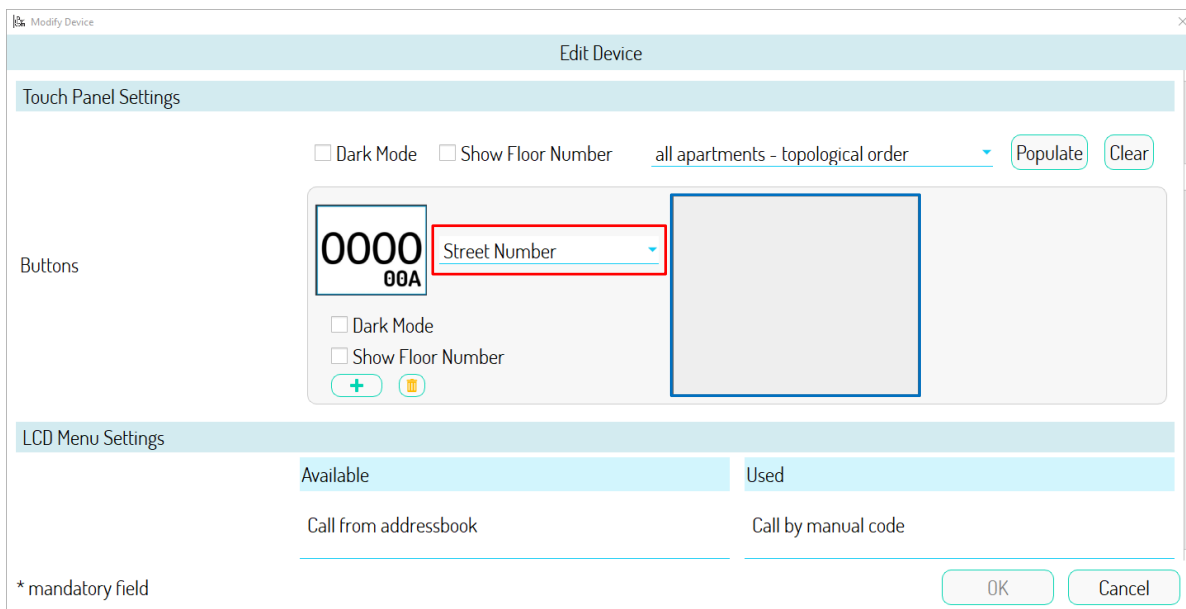 Modify Device
Edit Device
Touch Panel Settings
Dark Mode Show Floor Number all apartments - topological order Populate Clear
Buttons
0000
00A
Street Number
Dark Mode
Show Floor Number
LCD Menu Settings
Available Used
Call from addressbook Call by manual code
* mandatory field OK Cancel